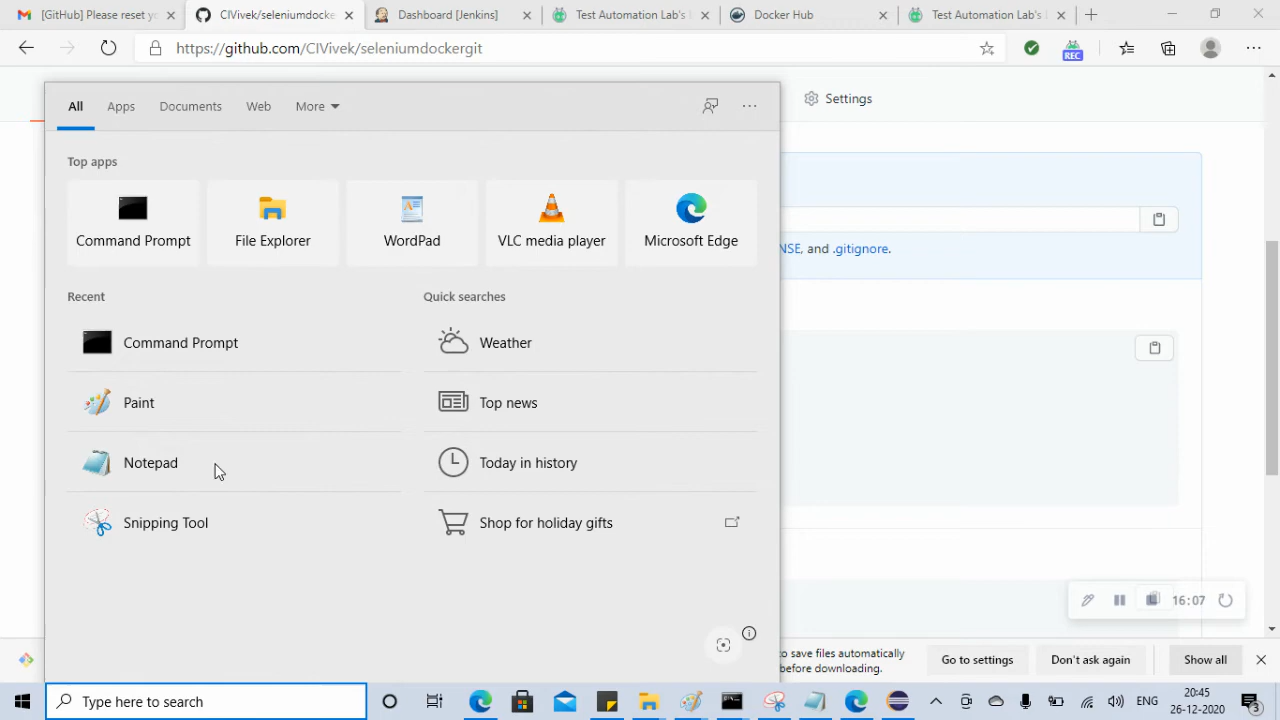 [GitHub] Please reset y
CIVivek/seleniumdocke
Dashboard [Jenkins]
Test Automation Lab's
Docker Hub
Test Automation Lab's
https://github.com/CIVivek/seleniumdockergit
REC
All
Apps
Documents
Web
More
Settings
Top apps
Command Prompt
File Explorer
WordPad
VLC media player
Microsoft Edge
NSE, and .gitignore.
Recent
Quick searches
Command Prompt
Weather
Paint
Top news
Notepad
Today in history
Snipping Tool
Shop for holiday gifts
16:07
to save files automatically
before downloading.
Go to settings
Don't ask again
Show all
Type here to search
ENG
20:45
26-12-2020
3